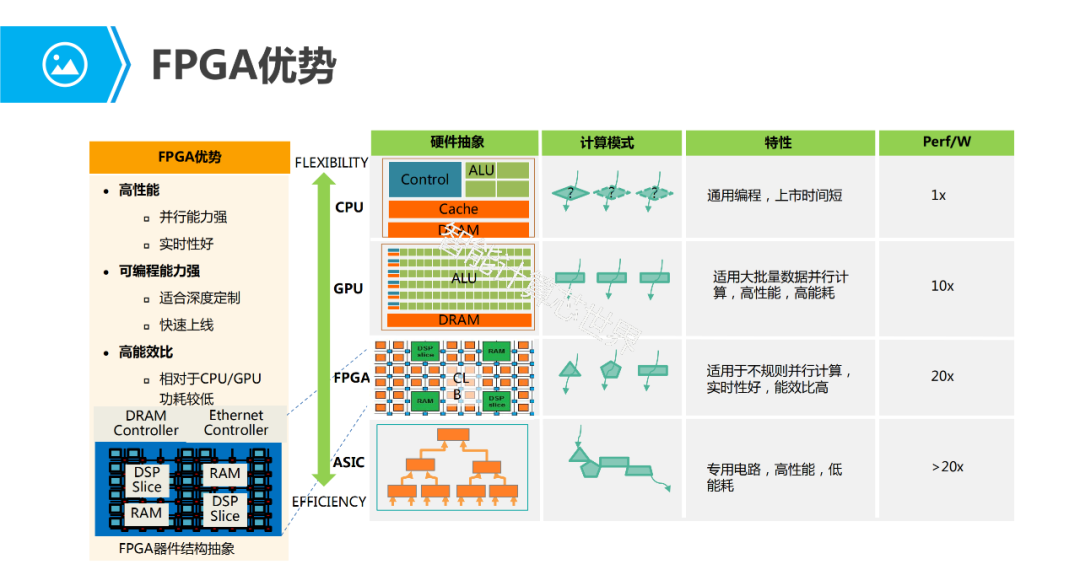 FPGA优势
FPGA优势
• 高性能
▫ 并行能力强
▫ 实时性好
• 可编程能力强
▫ 适合深度定制
▫ 快速上线
• 高能效比
▫ 相对于CPU/GPU
功耗较低
DRAM Controller
Ethernet Controller
DSP Slice
RAM
RAM
DSP Slice
FPGA器件结构抽象
FLEXIBILITY
CPU
GPU
FPGA
ASIC
EFFICIENCY
硬件抽象
计算模式
特性
Perf/W
Control
ALU
Cache
DRAM
? ? ?
通用编程，上市时间短
1x
ALU
DRAM
适用大批量数据并行计
算，高性能，高能耗
10x
DSP slice
RAM
CL
B
RAM
DSP slice
适用于不规则并行计算，
实时性好，能效比高
20x
专用电路，高性能，低
能耗
>20x